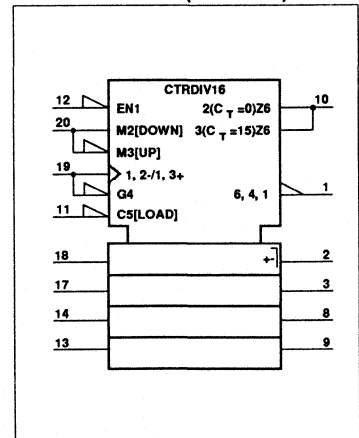 CTRDIV16
12 EN1 2(CT=0)Z6 10
20 M2[DOWN] 3(CT=15)Z6
M3[UP]
19 1, 2-/1, 3+
G4 6, 4, 1 1
11 C5[LOAD]
18 +- 2
17 3
14 8
13 9